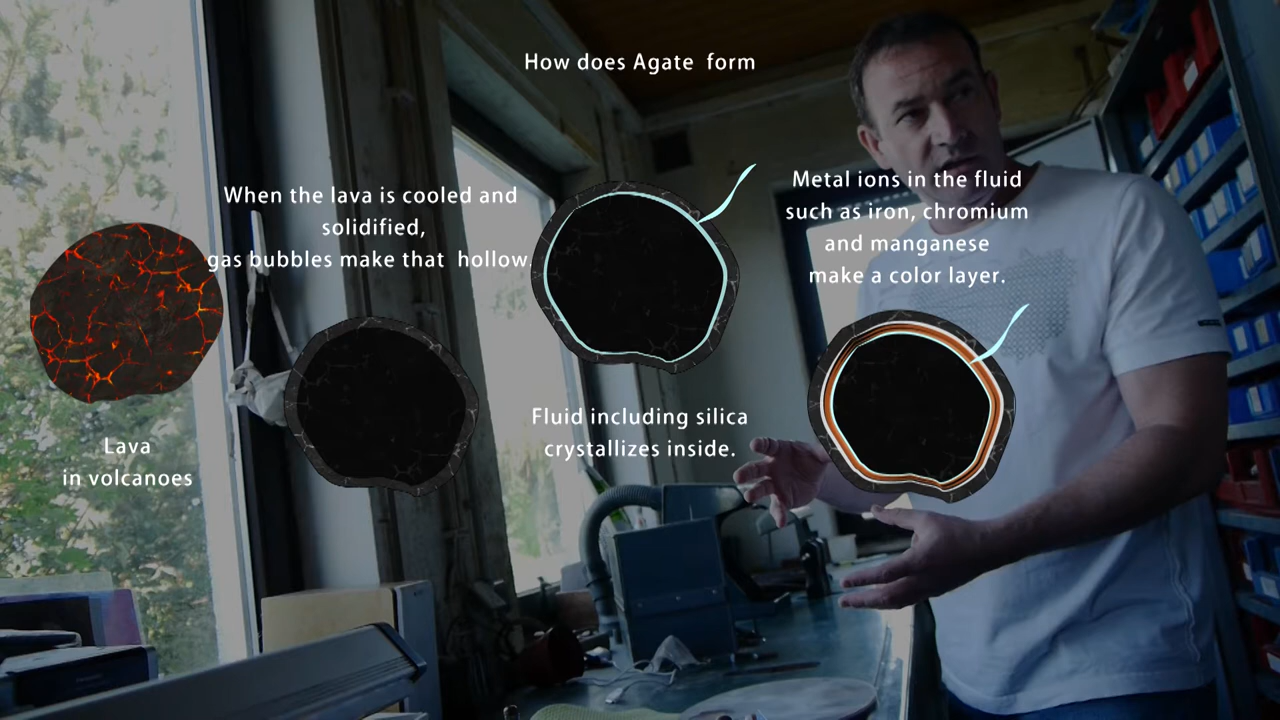 How does Agate form
When the lava is cooled and
solidified,
gas bubbles make that hollow.
Metal ions in the fluid
such as iron, chromium
and manganese
make a color layer.
Fluid including silica
crystallizes inside.
Lava
in volcanoes